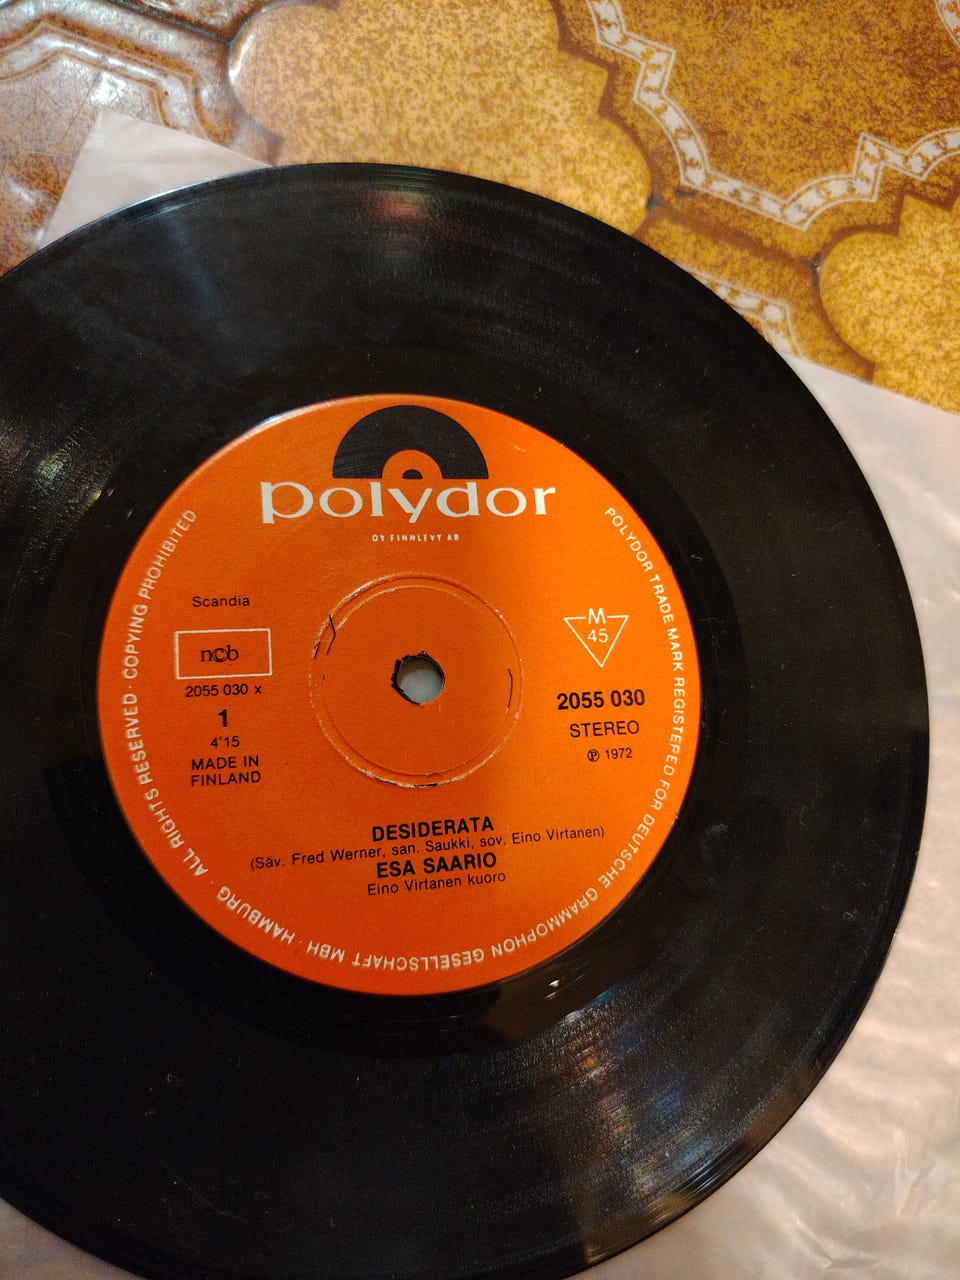 polydor
OY FINNLEVY AB
Scandia
ncb
2055 030 x
1
4'15
MADE IN
FINLAND
M
45
2055 030
STEREO
℗ 1972
DESIDERATA
(Säv. Fred Werner, san. Saukki, sov. Eino Virtanen)
ESA SAARIO
Eino Virtanen kuoro
POLYDOR TRADE MARK REGISTERED FOR DEUTSCHE GRAMMOPHON GESELLSCHAFT MBH · HAMBURG · ALL RIGHTS RESERVED · COPYING PROHIBITED